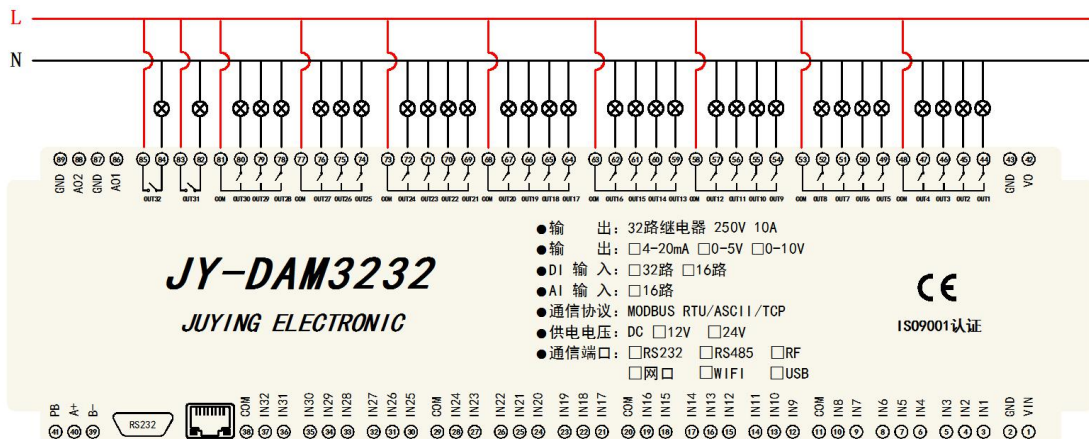 L
N
89 88 87 86 85 84 83 82 81 80 79 78 77 76 75 74 73 72 71 70 69 68 67 66 65 64 63 62 61 60 59 58 57 56 55 54 53 52 51 50 49 48 47 46 45 44 43 42
GND AO2 GND AO1 GND VO
OUT32 OUT31 COM OUT30 OUT29 OUT28 COM OUT27 OUT26 OUT25 COM OUT24 OUT23 OUT22 OUT21 COM OUT20 OUT19 OUT18 OUT17 COM OUT16 OUT15 OUT14 OUT13 COM OUT12 OUT11 OUT10 OUT9 COM OUT8 OUT7 OUT6 OUT5 COM OUT4 OUT3 OUT2 OUT1
JY-DAM3232
JUYING ELECTRONIC
●输 出：32路继电器 250V 10A
●输 出：□4-20mA □0-5V □0-10V
●DI 输 入：□32路 □16路
●AI 输 入：□16路
●通信协议：MODBUS RTU/ASCII/TCP
●供电电压：DC □12V □24V
●通信端口：□RS232 □RS485 □RF
□网口 □WIFI □USB
CE
ISO9001认证
PB A+ B- RS232 COM IN32 IN31 IN30 IN29 IN28 IN27 IN26 IN25 GND IN24 IN23 IN22 IN21 IN20 IN19 IN18 IN17 COM IN16 IN15 IN14 IN13 IN12 IN11 IN10 IN9 COM IN8 IN7 IN6 IN5 IN4 IN3 IN2 IN1 GND VIN
41 40 39 38 37 36 35 34 33 32 31 30 29 28 27 26 25 24 23 22 21 20 19 18 17 16 15 14 13 12 11 10 9 8 7 6 5 4 3 2 1